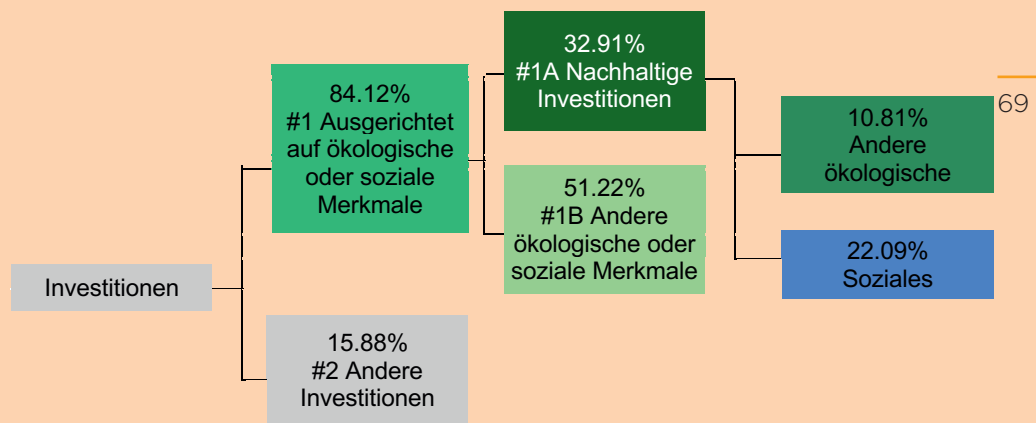 32.91%
#1A Nachhaltige
Investitionen
84.12%
#1 Ausgerichtet
auf ökologische
oder soziale
Merkmale
69
10.81%
Andere
ökologische
51.22%
#1B Andere
ökologische oder
soziale Merkmale
22.09%
Soziales
Investitionen
15.88%
#2 Andere
Investitionen